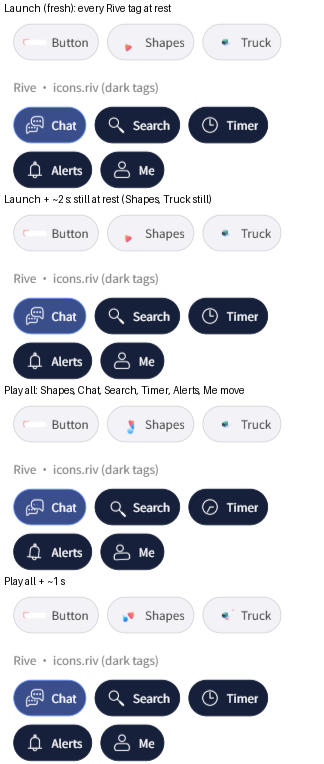 Launch (fresh): every Rive tag at rest
Button Shapes Truck
Rive • icons.riv (dark tags)
Chat Search Timer
Alerts Me
Launch + ~2 s: still at rest (Shapes, Truck still)
Button Shapes Truck
Rive • icons.riv (dark tags)
Chat Search Timer
Alerts Me
Play all: Shapes, Chat, Search, Timer, Alerts, Me move
Button Shapes Truck
Rive • icons.riv (dark tags)
Chat Search Timer
Alerts Me
Play all + ~1 s
Button Shapes Truck
Rive • icons.riv (dark tags)
Chat Search Timer
Alerts Me